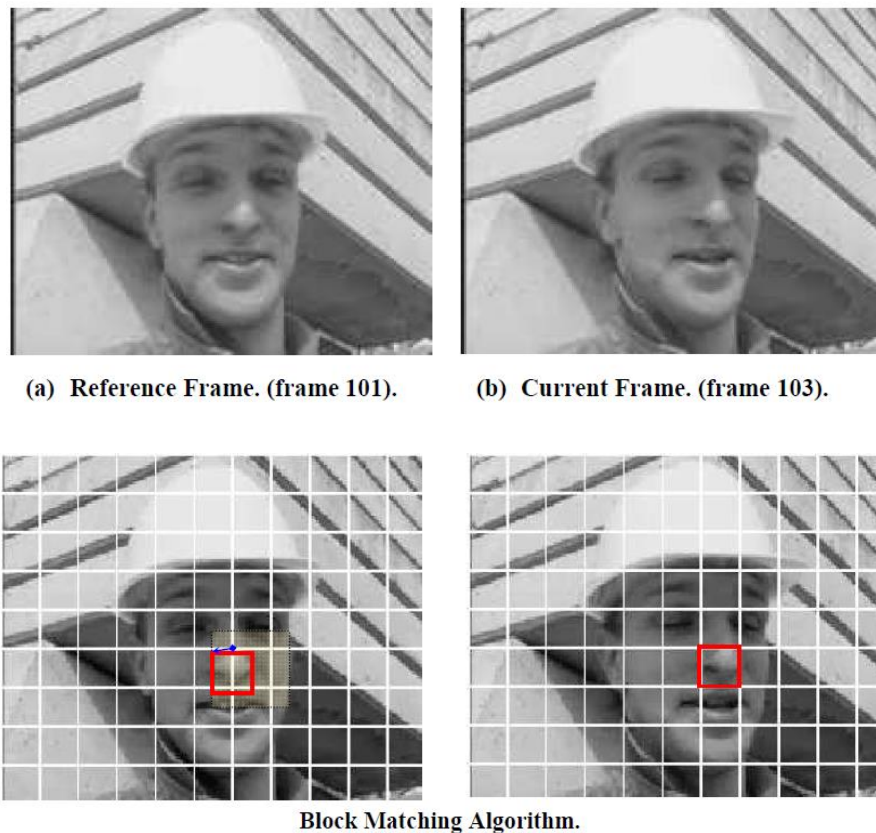 (a) Reference Frame. (frame 101).
(b) Current Frame. (frame 103).
Block Matching Algorithm.